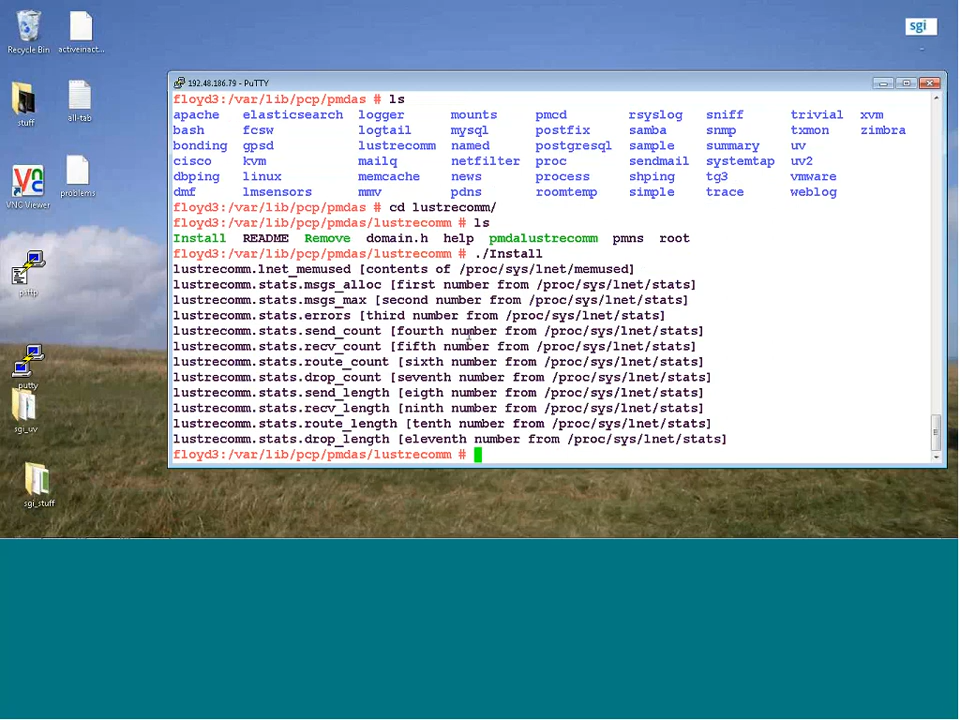 sgi
Recycle Bin
activeinact...
stuff
all-tab
VNC Viewer
problems
psftp
putty
sgi_uv
sgi_stuff
192.48.186.79 - PuTTY
floyd3:/var/lib/pcp/pmdas # ls
apache elasticsearch logger mounts pmcd rsyslog sniff trivial xvm
bash fcsw logtail mysql postfix samba snmp txmon zimbra
bonding gpsd lustrecomm named postgresql sample summary uv
cisco kvm mailq netfilter proc sendmail systemtap uv2
dbping linux memcache news process shping tg3 vmware
dmf lmsensors mmv pdns roomtemp simple trace weblog
floyd3:/var/lib/pcp/pmdas # cd lustrecomm/
floyd3:/var/lib/pcp/pmdas/lustrecomm # ls
Install README Remove domain.h help pmdalustrecomm pmns root
floyd3:/var/lib/pcp/pmdas/lustrecomm # ./Install
lustrecomm.lnet_memused [contents of /proc/sys/lnet/memused]
lustrecomm.stats.msgs_alloc [first number from /proc/sys/lnet/stats]
lustrecomm.stats.msgs_max [second number from /proc/sys/lnet/stats]
lustrecomm.stats.errors [third number from /proc/sys/lnet/stats]
lustrecomm.stats.send_count [fourth number from /proc/sys/lnet/stats]
lustrecomm.stats.recv_count [fifth number from /proc/sys/lnet/stats]
lustrecomm.stats.route_count [sixth number from /proc/sys/lnet/stats]
lustrecomm.stats.drop_count [seventh number from /proc/sys/lnet/stats]
lustrecomm.stats.send_length [eigth number from /proc/sys/lnet/stats]
lustrecomm.stats.recv_length [ninth number from /proc/sys/lnet/stats]
lustrecomm.stats.route_length [tenth number from /proc/sys/lnet/stats]
lustrecomm.stats.drop_length [eleventh number from /proc/sys/lnet/stats]
floyd3:/var/lib/pcp/pmdas/lustrecomm #